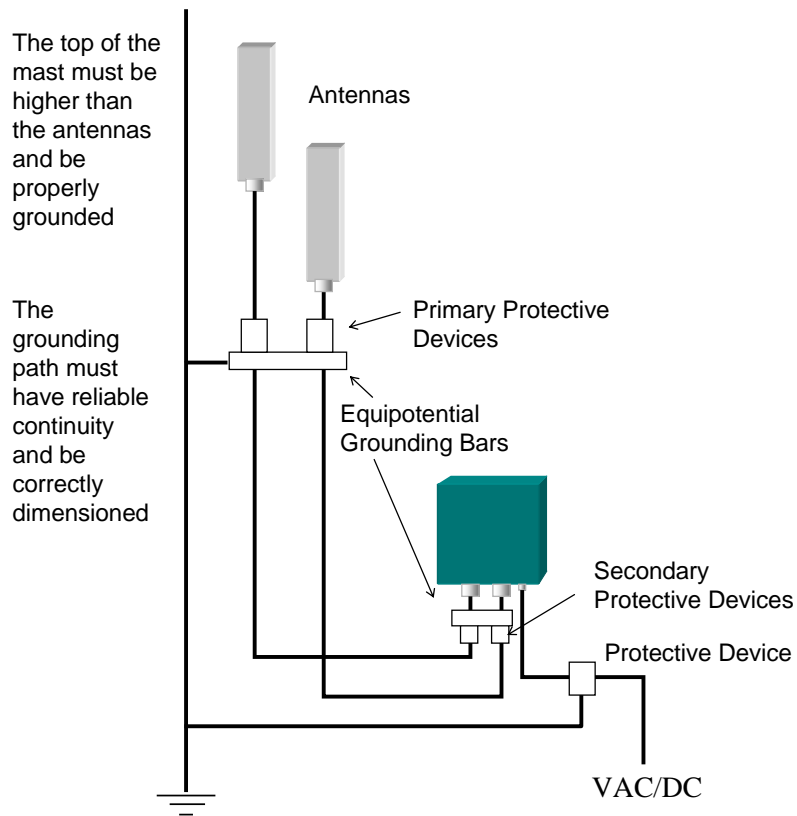 The top of the
mast must be
higher than
the antennas
and be
properly
grounded
Antennas
The
grounding
path must
have reliable
continuity
and be
correctly
dimensioned
Primary Protective
Devices
Equipotential
Grounding Bars
Secondary
Protective Devices
Protective Device
VAC/DC